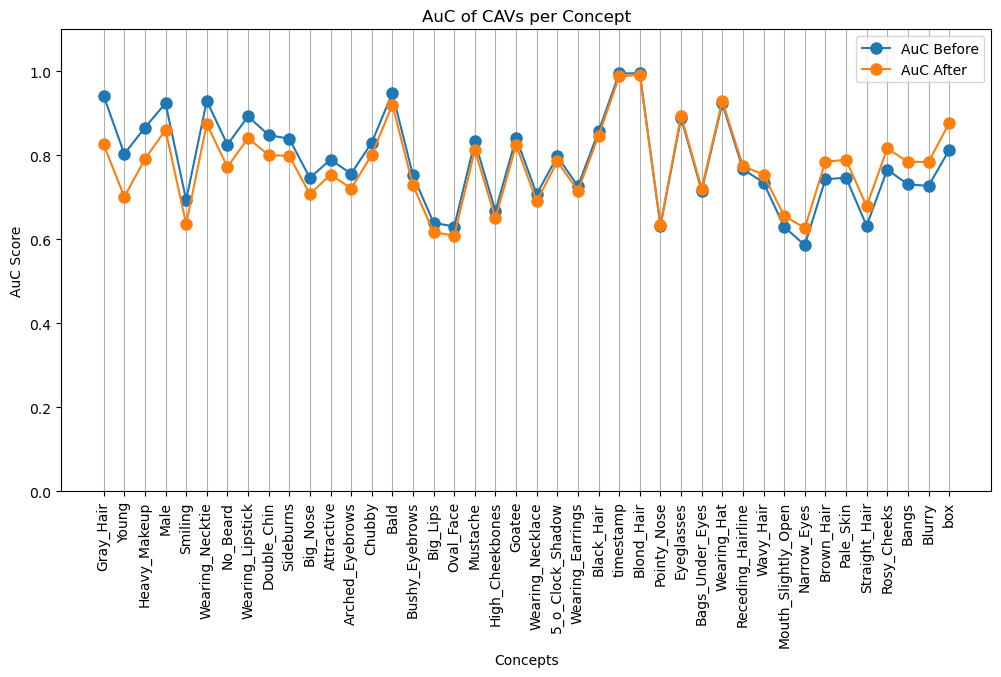 AuC of CAVs per Concept
AuC Before
AuC After
AuC Score
1.0
0.8
0.6
0.4
0.2
0.0
Gray_Hair
Young
Heavy_Makeup
Male
Smiling
Wearing_Necktie
No_Beard
Wearing_Lipstick
Double_Chin
Sideburns
Big_Nose
Attractive
Arched_Eyebrows
Chubby
Bald
Bushy_Eyebrows
Big_Lips
Oval_Face
Mustache
High_Cheekbones
Goatee
Wearing_Necklace
5_o_Clock_Shadow
Wearing_Earrings
Black_Hair
timestamp
Blond_Hair
Pointy_Nose
Eyeglasses
Bags_Under_Eyes
Wearing_Hat
Receding_Hairline
Wavy_Hair
Mouth_Slightly_Open
Narrow_Eyes
Brown_Hair
Pale_Skin
Straight_Hair
Rosy_Cheeks
Bangs
Blurry
box
Concepts